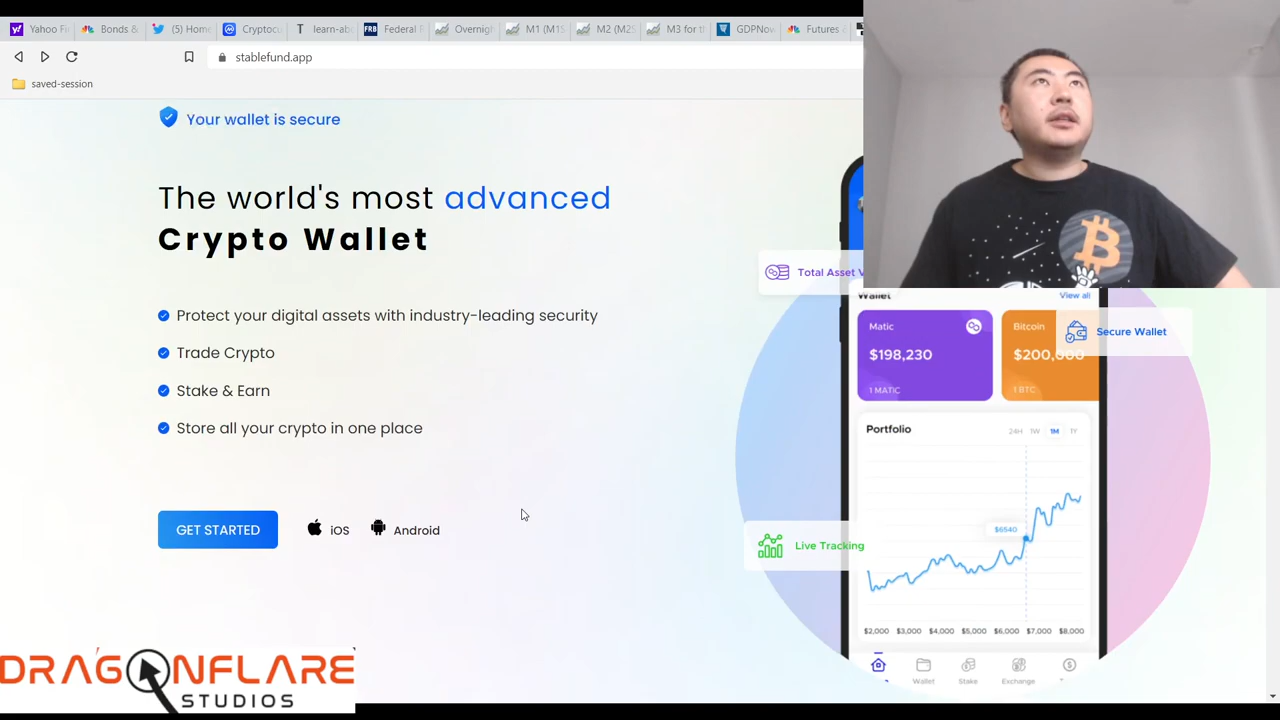 Yahoo Fi
Bonds &
(5) Home
Cryptocu
learn-abo
Federal F
Overnigh
M1 (M1S
M2 (M2S
M3 for th
GDPNow
Futures &
stablefund.app
saved-session
Your wallet is secure
The world's most advanced
Crypto Wallet
Protect your digital assets with industry-leading security
Trade Crypto
Stake & Earn
Store all your crypto in one place
GET STARTED
iOS
Android
Total Asset V
Wallet
View all
Matic
$198,230
1 MATIC
Bitcoin
$200,000
1 BTC
Secure Wallet
Portfolio
24H 1W 1M 1Y
$6540
Live Tracking
$2,000 $3,000 $4,000 $5,000 $6,000 $7,000 $8,000
Wallet Stake Exchange
DRAGONFLARE
STUDIOS